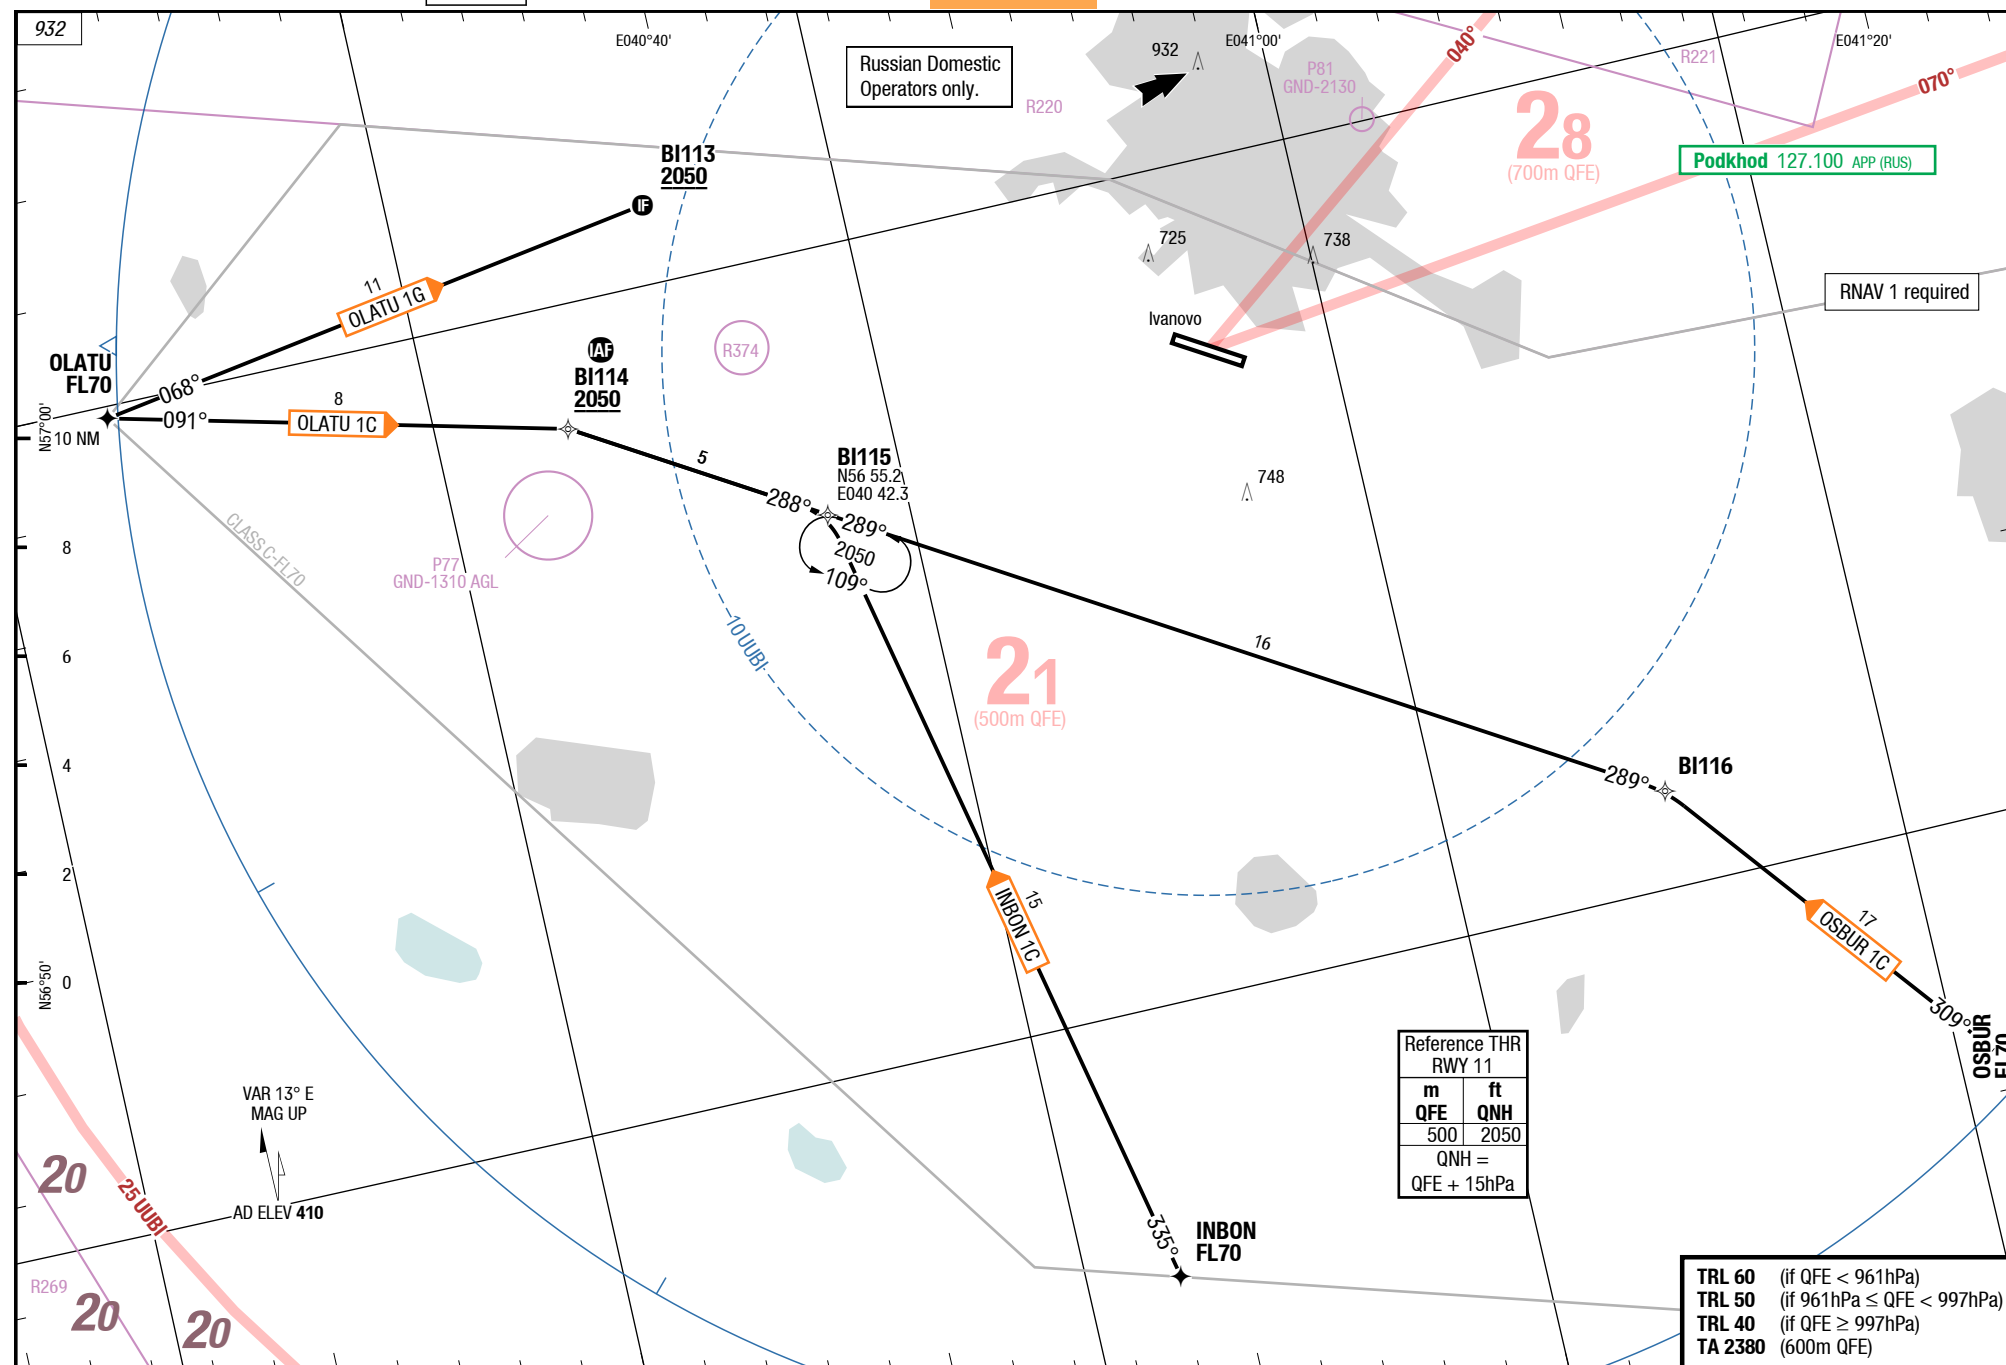 932
E040°40'
Russian Domestic
Operators only.
R220
932
E041°00'
P81
GND-2130
040°
R221
E041°20'
070°
28
(700m QFE)
Podkhod 127.100 APP (RUS)
BI113
2050
IF
725
738
RNAV 1 required
11
OLATU 1G
Ivanovo
OLATU
FL70
068°
IAF
BI114
2050
R374
8
091°
OLATU 1C
N57°00'
10 NM
5
BI115
N56 55.2
E040 42.3
748
288°
289°
2050
109°
CLASS C-FL70
P77
GND-1310 AGL
8
10 UUBI
6
21
(500m QFE)
16
4
289°
BI116
2
15
INBON 1C
17
OSBUR 1C
309°
OSBUR
FL70
N56°50'
0
Reference THR
RWY 11
m ft
QFE QNH
500 2050
QNH =
QFE + 15hPa
VAR 13° E
MAG UP
AD ELEV 410
20
25 UUBI
335°
INBON
FL70
R269
20
20
TRL 60 (if QFE < 961hPa)
TRL 50 (if 961hPa ≤ QFE < 997hPa)
TRL 40 (if QFE ≥ 997hPa)
TA 2380 (600m QFE)